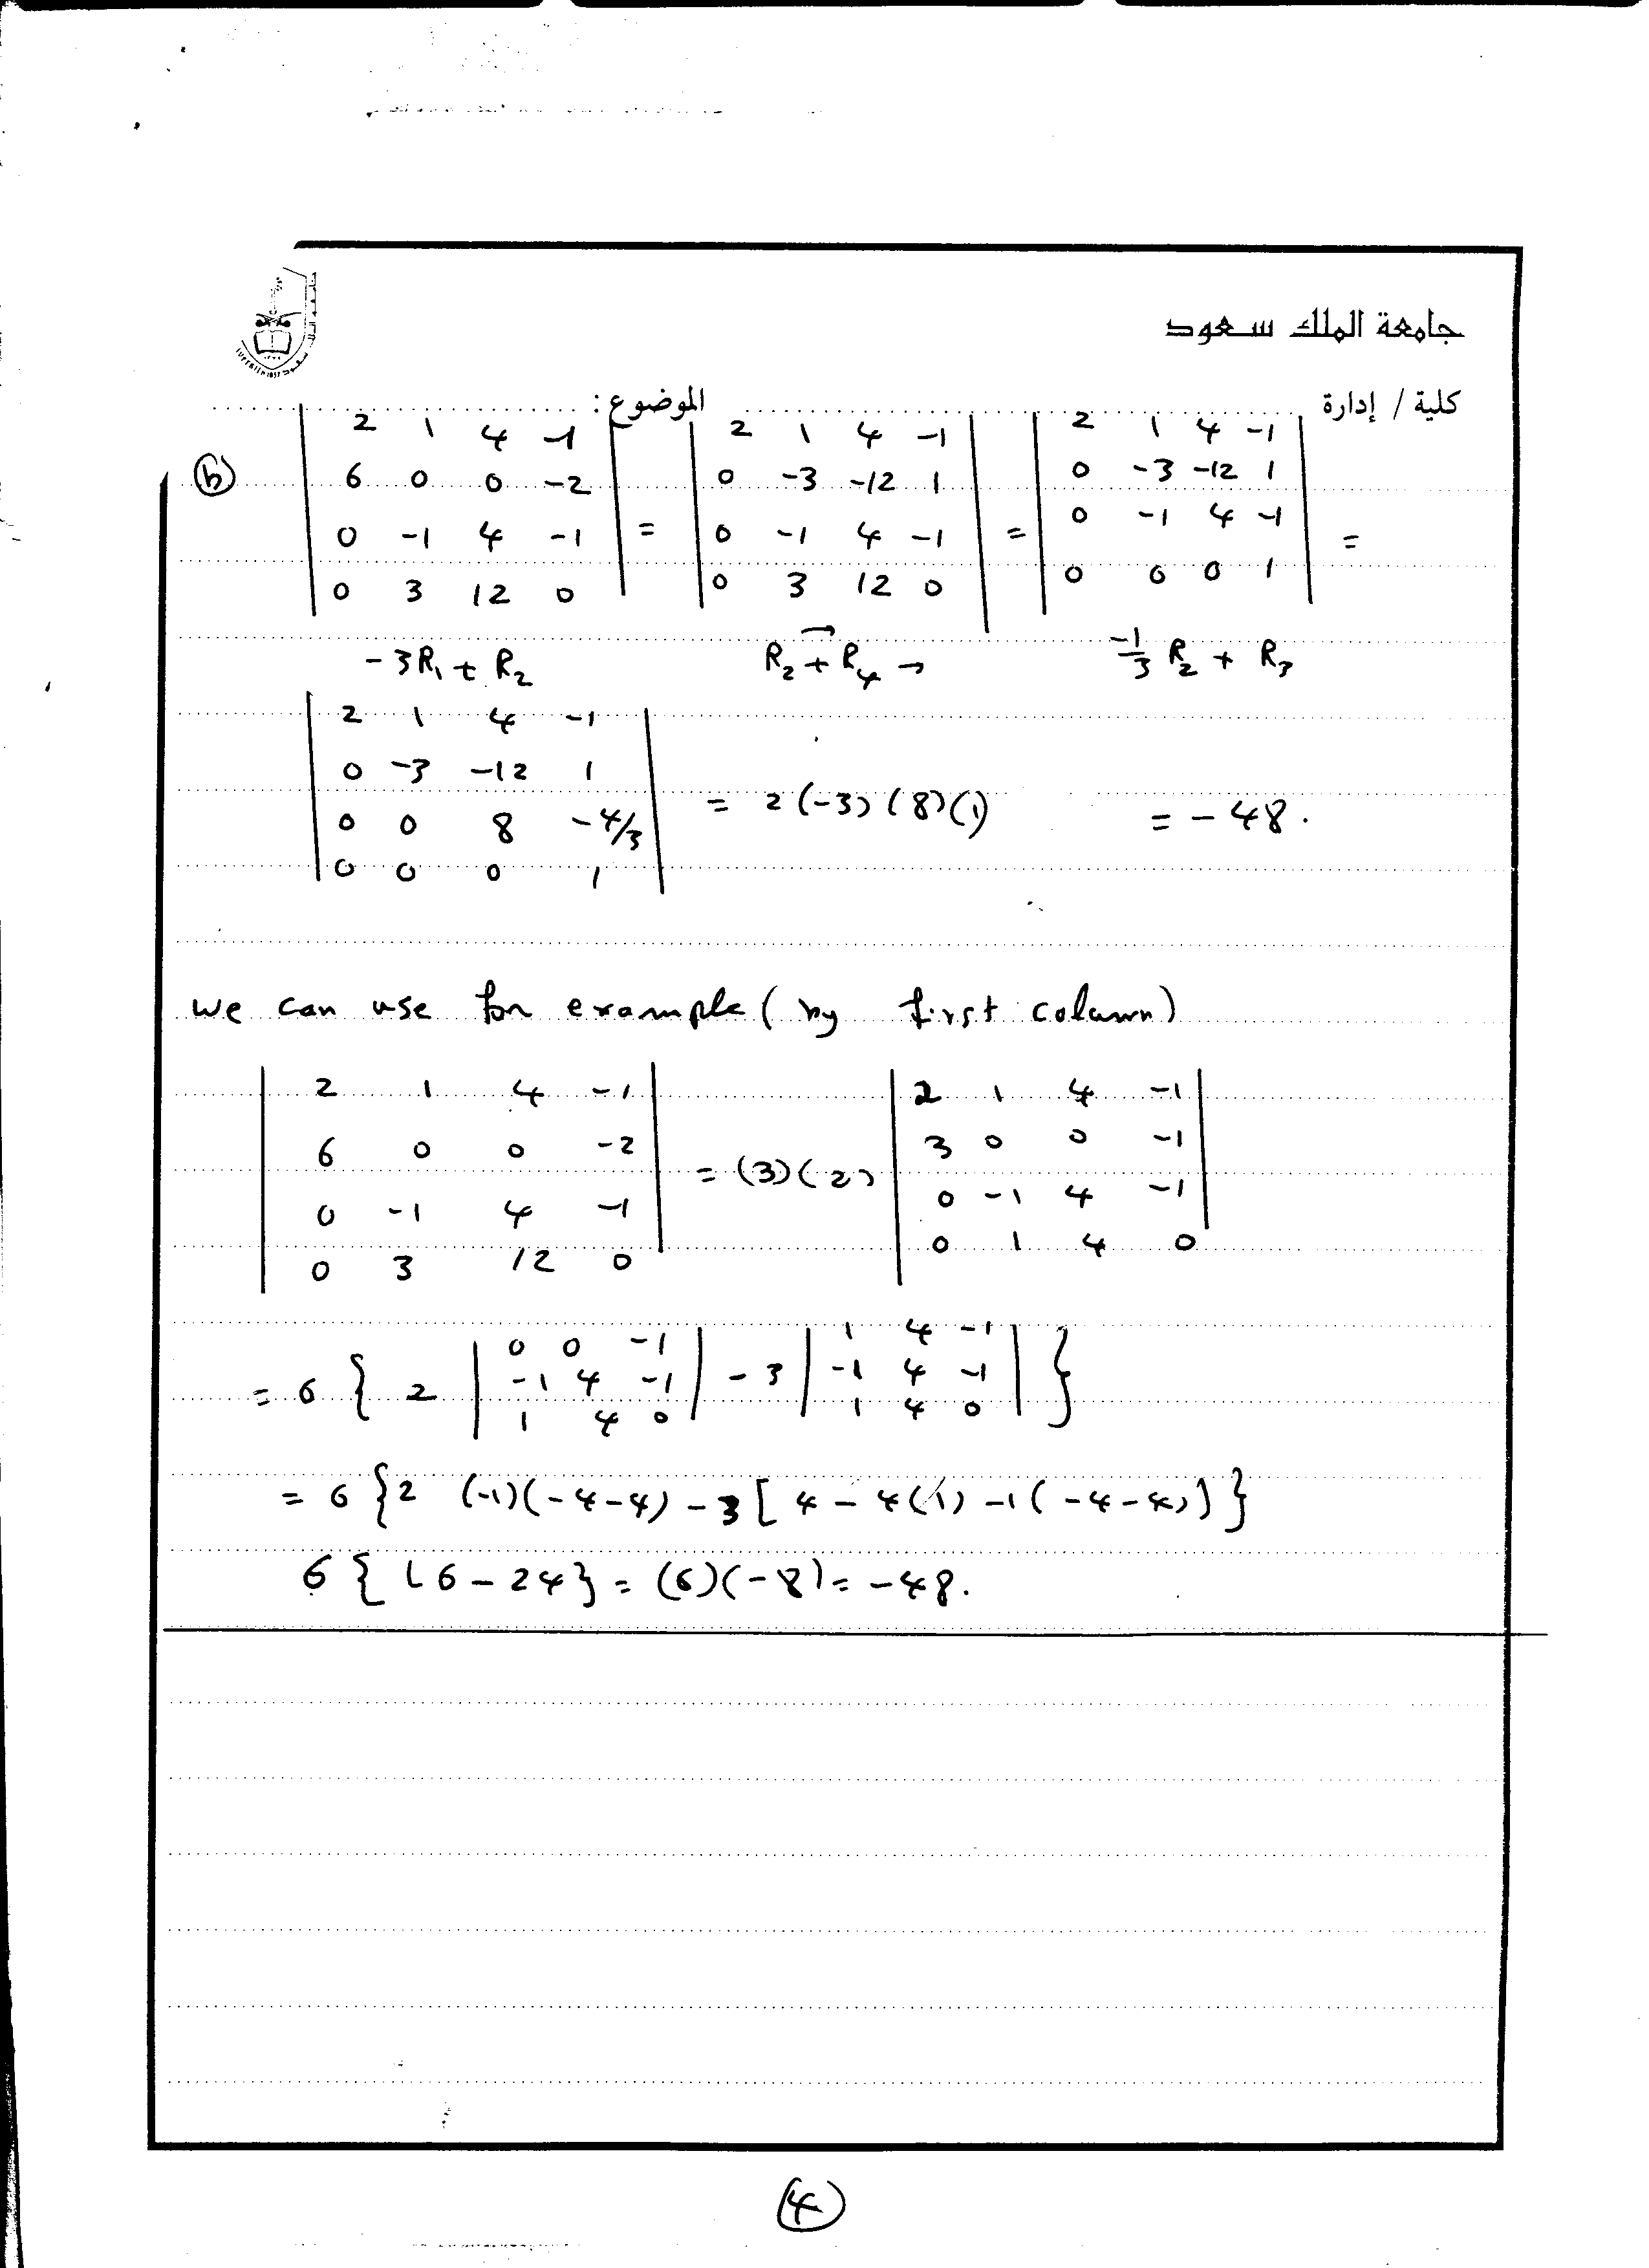 جامعة الملك سعود
كلية / إدارة الموضوع :
(b) | 2 1 4 -1 | = | 2 1 4 -1 | = | 2 1 4 -1 | =
| 6 0 0 -2 | | 0 -3 -12 1 | | 0 -3 -12 1 |
| 0 -1 4 -1 | | 0 -1 4 -1 | | 0 -1 4 -1 |
| 0 3 12 0 | | 0 3 12 0 | | 0 0 0 1 |
-3R₁ + R₂ R₂ + R₄ → -1/3 R₂ + R₃
| 2 1 4 -1 |
| 0 -3 -12 1 |
| 0 0 8 -4/3 | = 2(-3)(8)(1) = -48.
| 0 0 0 1 |
we can use for example (by first column)
| 2 1 4 -1 | | 2 1 4 -1 |
| 6 0 0 -2 | = (3)(2) | 3 0 0 -1 |
| 0 -1 4 -1 | | 0 -1 4 -1 |
| 0 3 12 0 | | 0 1 4 0 |
| 0 0 -1 | | 1 4 -1 |
= 6 { 2 | -1 4 -1 | - 3 | -1 4 -1 | }
| 1 4 0 | | 1 4 0 |
= 6 {2 (-1)(-4-4) - 3 [4 - 4(1) -1(-4-4)] }
6 { 16 - 24} = (6)(-8) = -48.
(4)